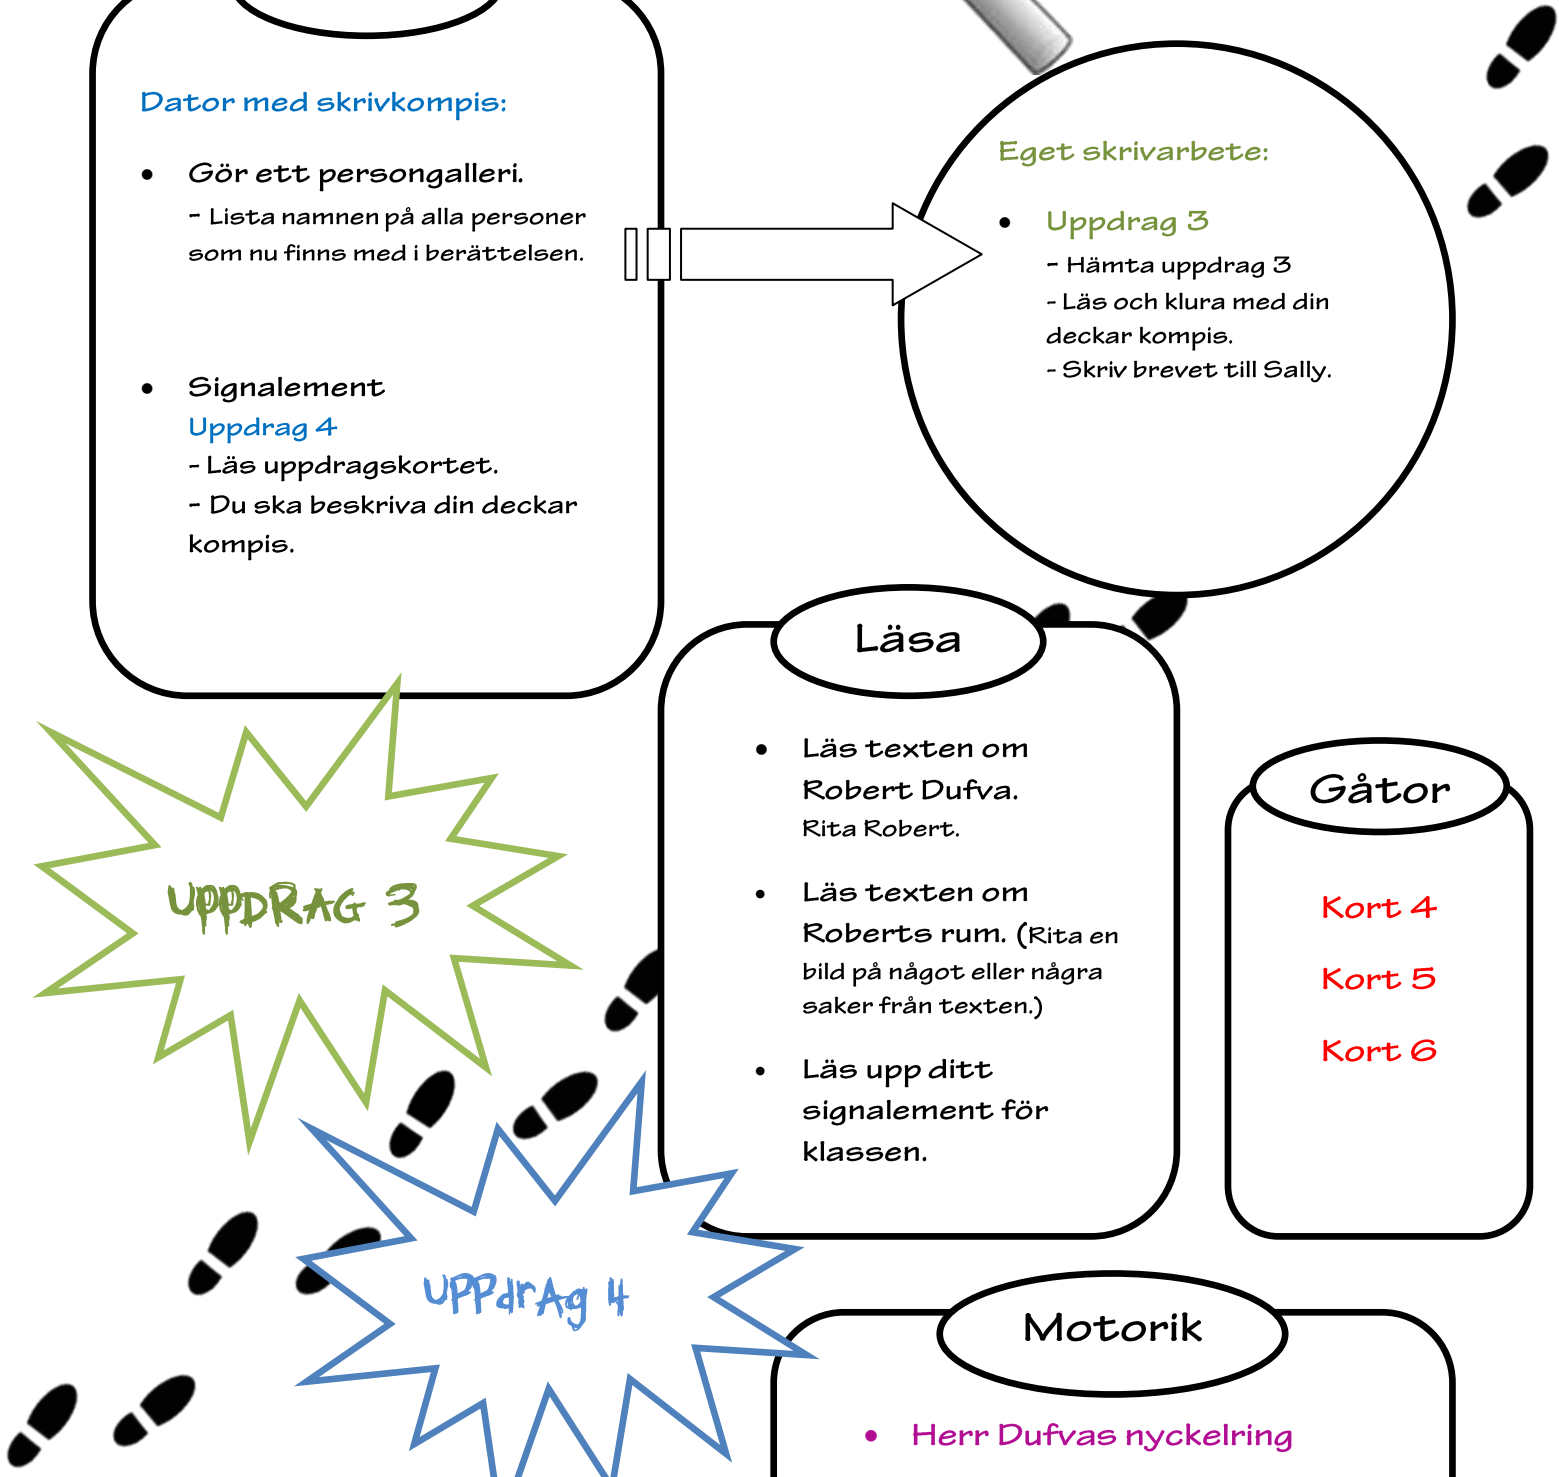 Dator med skrivkompis:
• Gör ett persongalleri.
- Lista namnen på alla personer
som nu finns med i berättelsen.
• Signalement
Uppdrag 4
- Läs uppdragskortet.
- Du ska beskriva din deckar
kompis.
Eget skrivarbete:
• Uppdrag 3
- Hämta uppdrag 3
- Läs och klura med din
deckar kompis.
- Skriv brevet till Sally.
Läsa
• Läs texten om
Robert Dufva.
Rita Robert.
• Läs texten om
Roberts rum. (Rita en
bild på något eller några
saker från texten.)
• Läs upp ditt
signalement för
klassen.
Gåtor
Kort 4
Kort 5
Kort 6
UPPDRAG 3
UPPdrAg 4
Motorik
• Herr Dufvas nyckelring